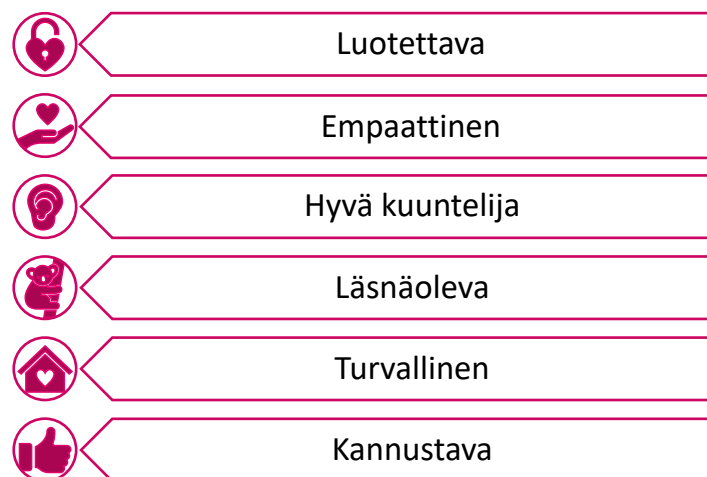 Luotettava
Empaattinen
Hyvä kuuntelija
Läsnäoleva
Turvallinen
Kannustava